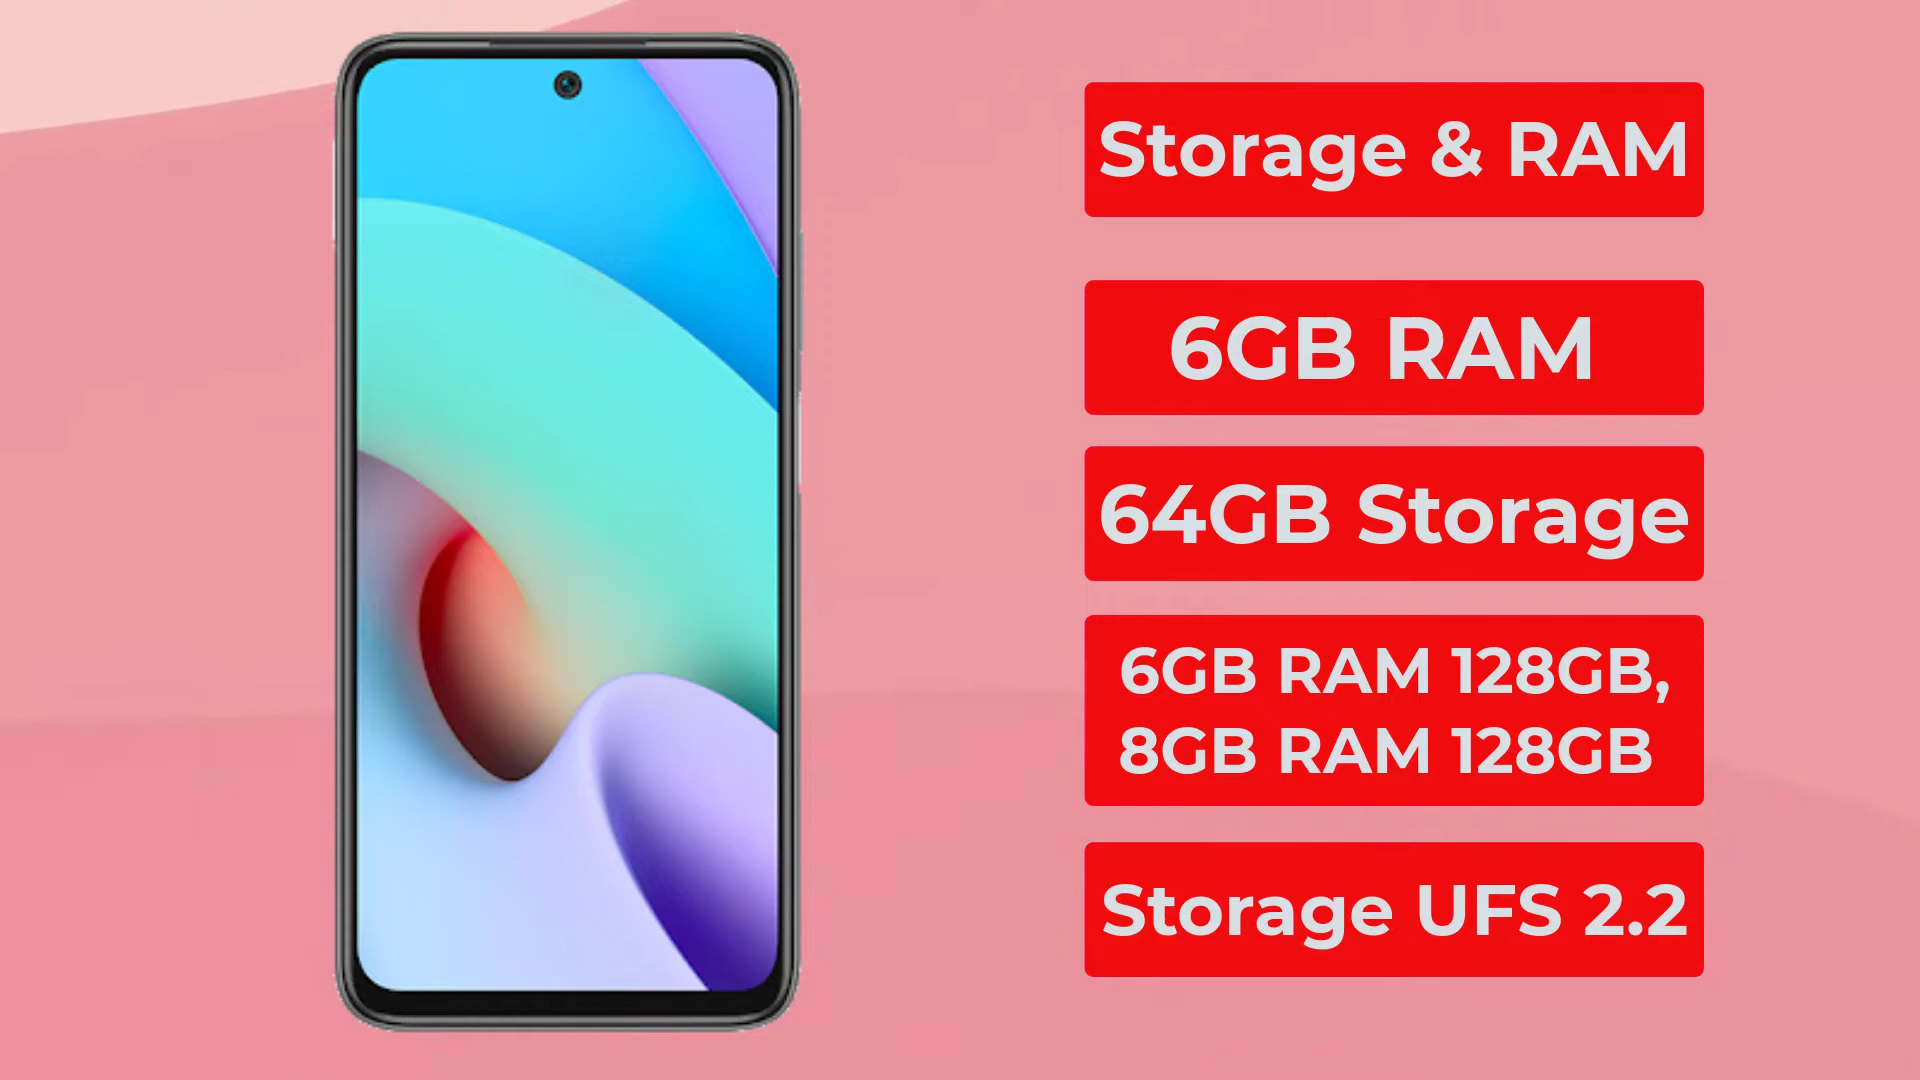 Storage & RAM
6GB RAM
64GB Storage
6GB RAM 128GB,
8GB RAM 128GB
Storage UFS 2.2